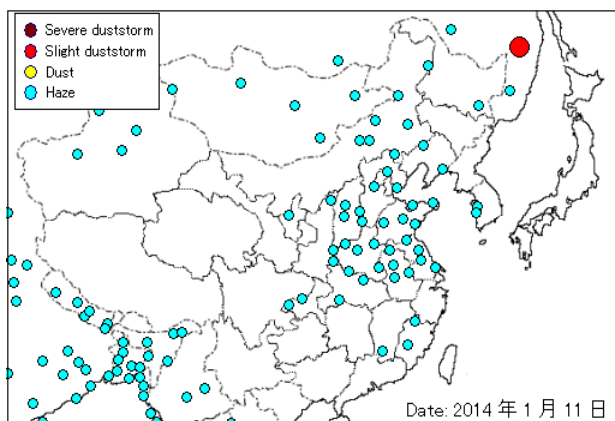 Severe duststorm
Slight duststorm
Dust
Haze
Date: 2014 年 1 月 11 日